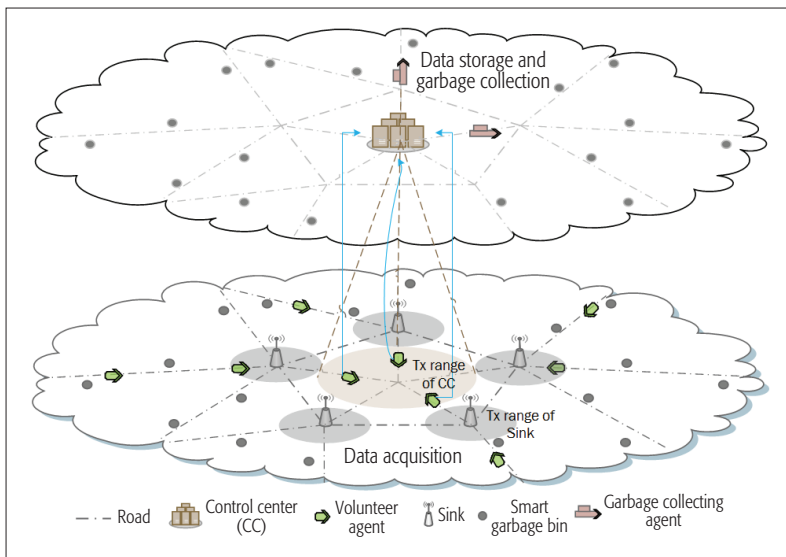 Data storage and
garbage collection
Tx range
of CC
Tx range of
Sink
Data acquisition
Road
Control center
(CC)
Volunteer
agent
Sink
Smart
garbage bin
Garbage collecting
agent